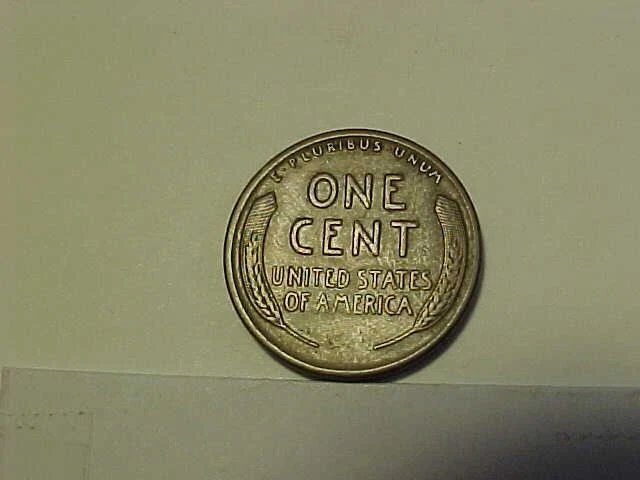 E·PLURIBUS UNUM
ONE
CENT
UNITED STATES
OF AMERICA